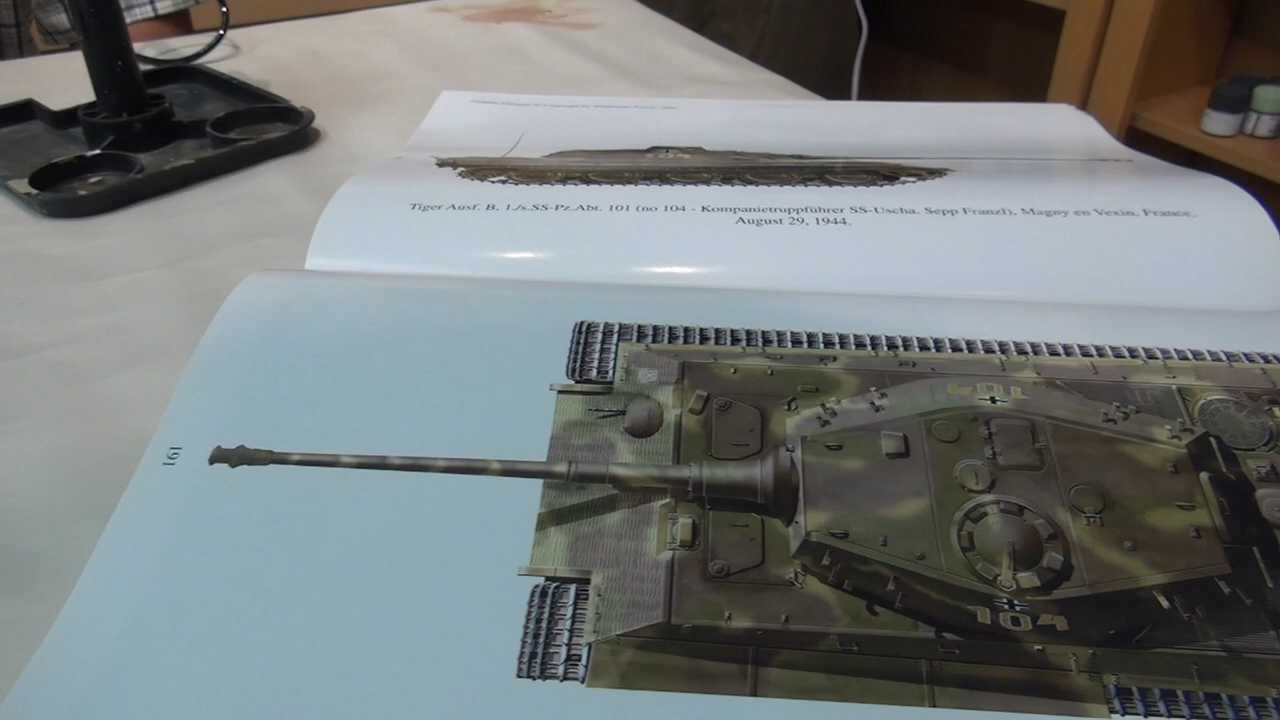 104
Tiger Ausf. B, 1./s.SS-Pz.Abt. 101 (no 104 - Kompanietruppführer SS-Uscha. Sepp Franzl), Magny en Vexin, France,
August 29, 1944.
104
191
104